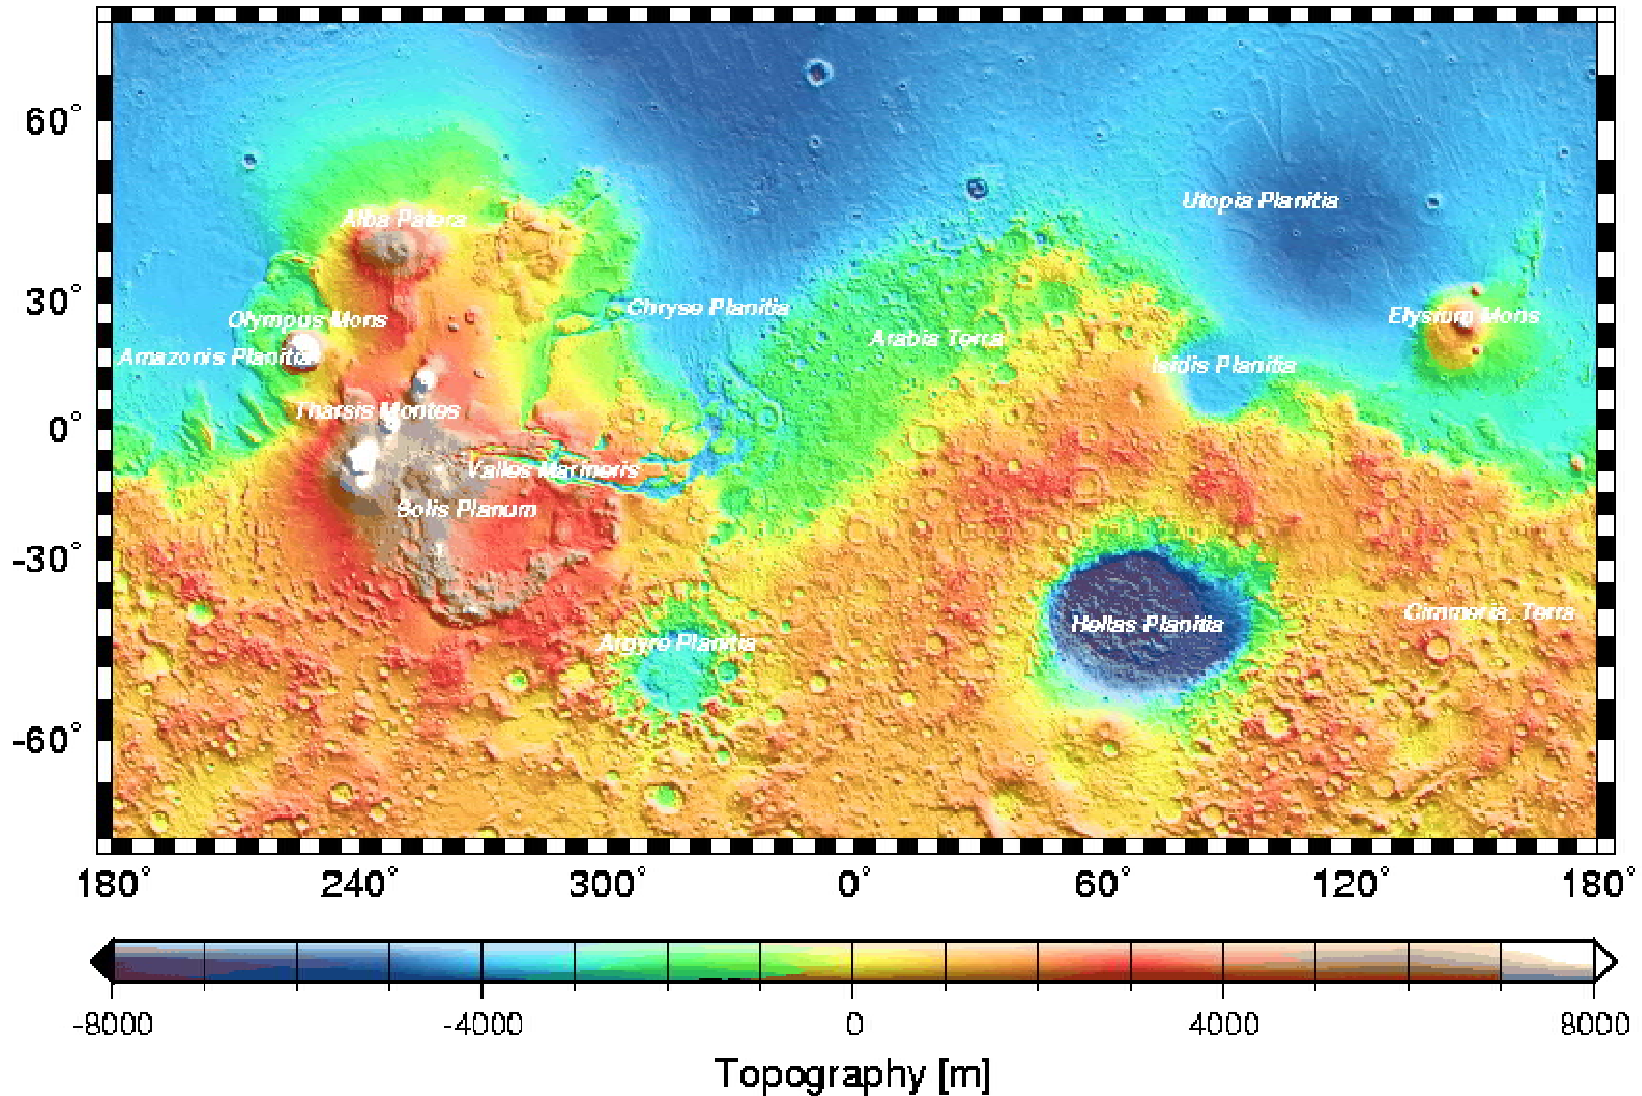 60°
Utopia Planitia
Alba Patera
30°
Chryse Planitia
Elysium Mons
Olympus Mons
Arabia Terra
Amazonis Planitia
Isidis Planitia
Tharsis Montes
0°
Valles Marineris
Solis Planum
-30°
Cimmeria, Terra
Hellas Planitia
Argyre Planitia
-60°
180° 240° 300° 0° 60° 120° 180°
-8000 -4000 0 4000 8000
Topography [m]